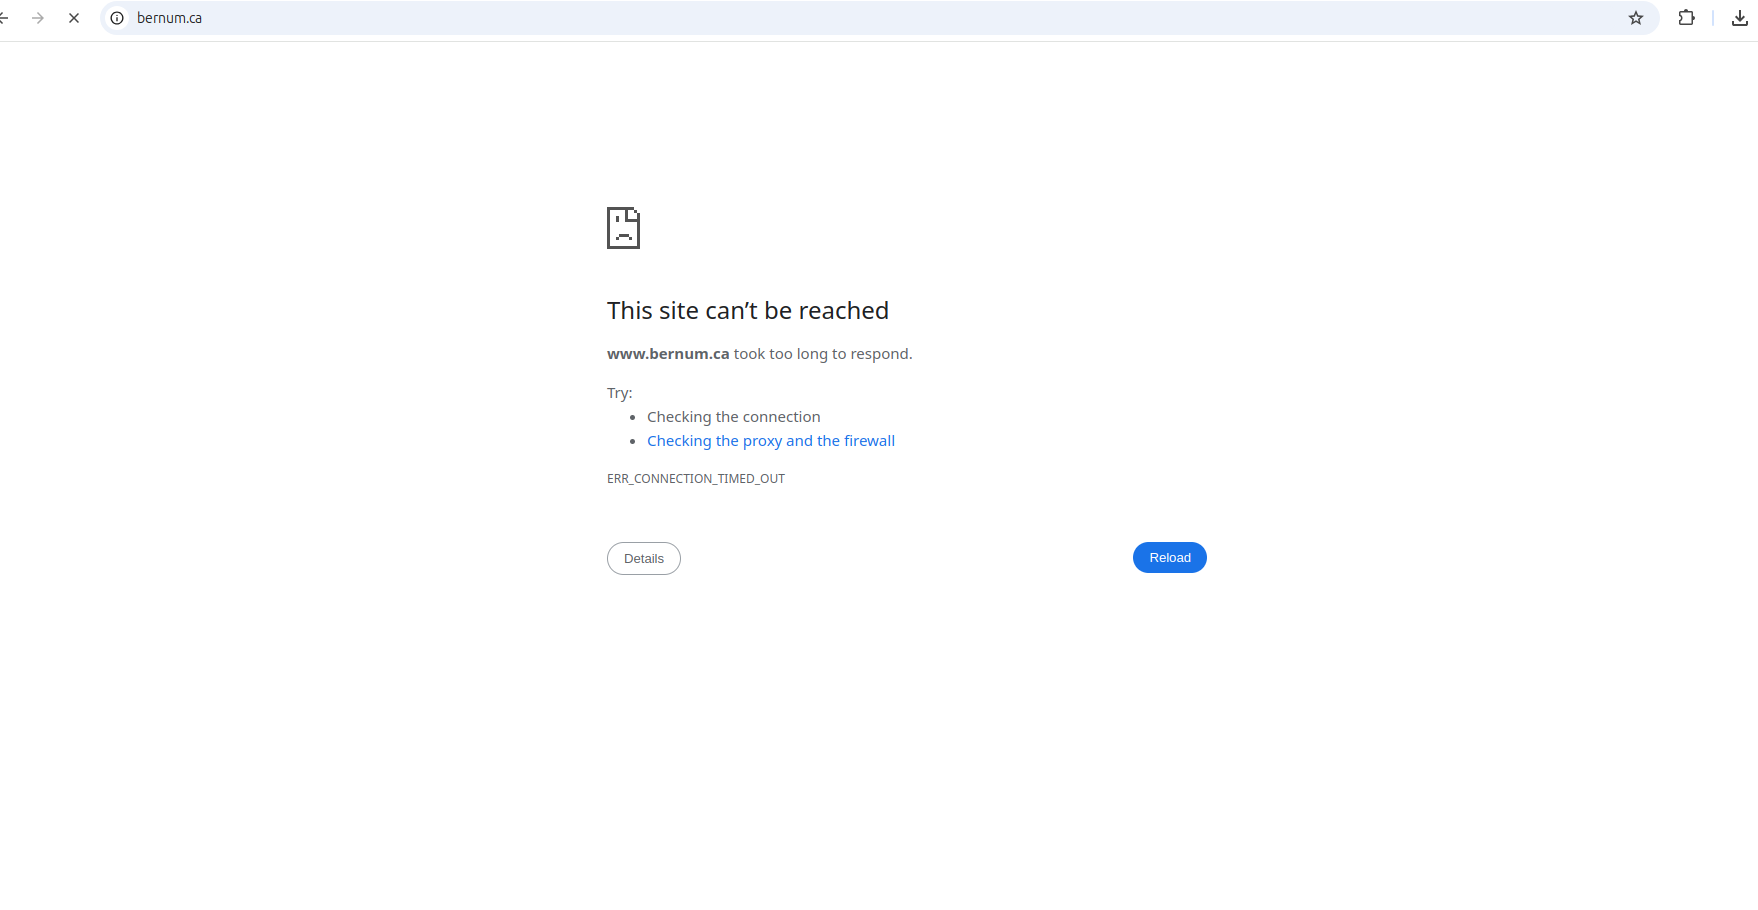 bernum.ca
This site can’t be reached
www.bernum.ca took too long to respond.
Try:
Checking the connection
Checking the proxy and the firewall
ERR_CONNECTION_TIMED_OUT
Details
Reload